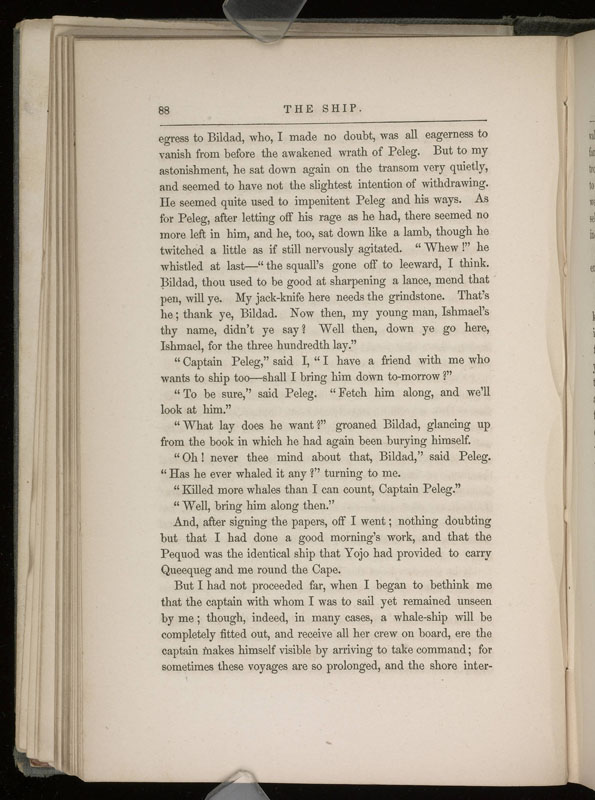 88 THE SHIP.
egress to Bildad, who, I made no doubt, was all eagerness to
vanish from before the awakened wrath of Peleg. But to my
astonishment, he sat down again on the transom very quietly,
and seemed to have not the slightest intention of withdrawing.
He seemed quite used to impenitent Peleg and his ways. As
for Peleg, after letting off his rage as he had, there seemed no
more left in him, and he, too, sat down like a lamb, though he
twitched a little as if still nervously agitated. "Whew!" he
whistled at last—"the squall's gone off to leeward, I think.
Bildad, thou used to be good at sharpening a lance, mend that
pen, will ye. My jack-knife here needs the grindstone. That's
he; thank ye, Bildad. Now then, my young man, Ishmael's
thy name, didn't ye say? Well then, down ye go here,
Ishmael, for the three hundredth lay."
"Captain Peleg," said I, "I have a friend with me who
wants to ship too—shall I bring him down to-morrow?"
"To be sure," said Peleg. "Fetch him along, and we'll
look at him."
"What lay does he want?" groaned Bildad, glancing up
from the book in which he had again been burying himself.
"Oh! never thee mind about that, Bildad," said Peleg.
"Has he ever whaled it any?" turning to me.
"Killed more whales than I can count, Captain Peleg."
"Well, bring him along then."
And, after signing the papers, off I went; nothing doubting
but that I had done a good morning's work, and that the
Pequod was the identical ship that Yojo had provided to carry
Queequeg and me round the Cape.
But I had not proceeded far, when I began to bethink me
that the captain with whom I was to sail yet remained unseen
by me; though, indeed, in many cases, a whale-ship will be
completely fitted out, and receive all her crew on board, ere the
captain makes himself visible by arriving to take command; for
sometimes these voyages are so prolonged, and the shore inter-